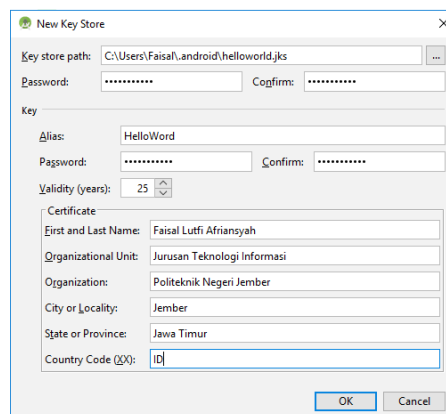 New Key Store
Key store path: C:\Users\Faisal\.android\helloworld.jks ...
Password: ••••••••••• Confirm: •••••••••••
Key
Alias: HelloWord
Password: ••••••••••• Confirm: •••••••••••
Validity (years): 25
Certificate
First and Last Name: Faisal Lutfi Afriansyah
Organizational Unit: Jurusan Teknologi Informasi
Organization: Politeknik Negeri Jember
City or Locality: Jember
State or Province: Jawa Timur
Country Code (XX): ID
OK Cancel